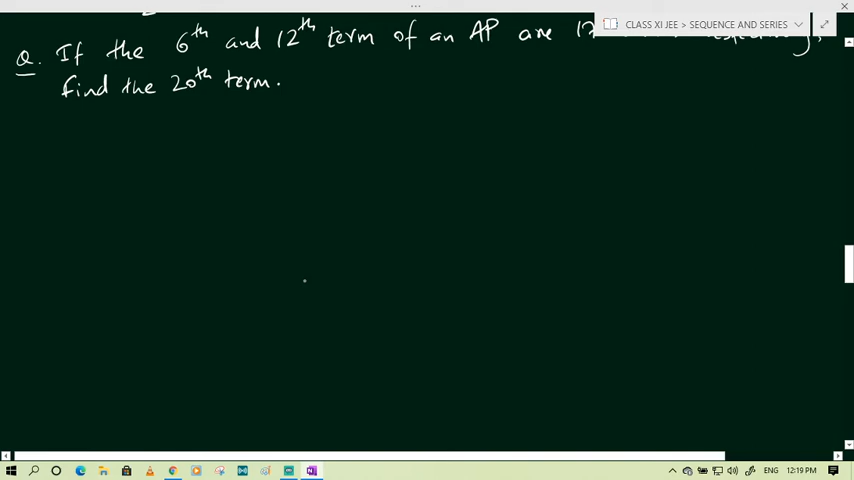 CLASS XI JEE > SEQUENCE AND SERIES
Q. If the 6th and 12th term of an AP are
find the 20th term.
ENG 12:19 PM